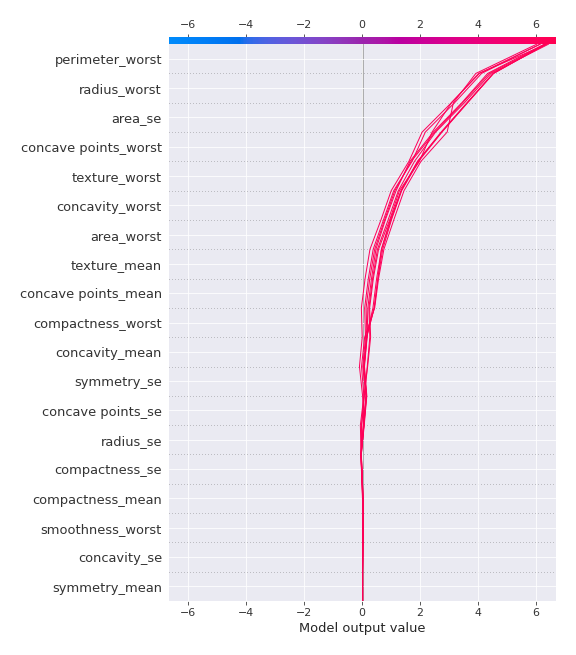 −6 −4 −2 0 2 4 6
perimeter_worst
radius_worst
area_se
concave points_worst
texture_worst
concavity_worst
area_worst
texture_mean
concave points_mean
compactness_worst
concavity_mean
symmetry_se
concave points_se
radius_se
compactness_se
compactness_mean
smoothness_worst
concavity_se
symmetry_mean
−6 −4 −2 0 2 4 6
Model output value